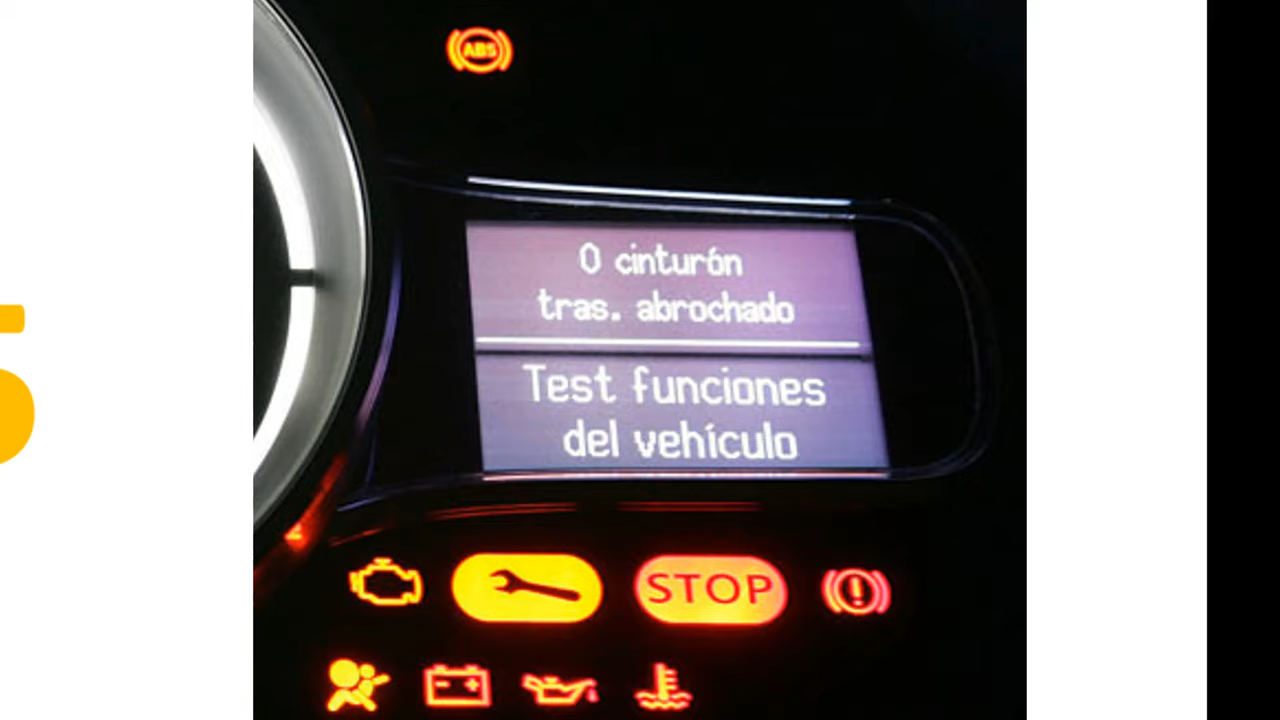 ABS
0 cinturón
tras. abrochado
Test funciones
del vehículo
STOP